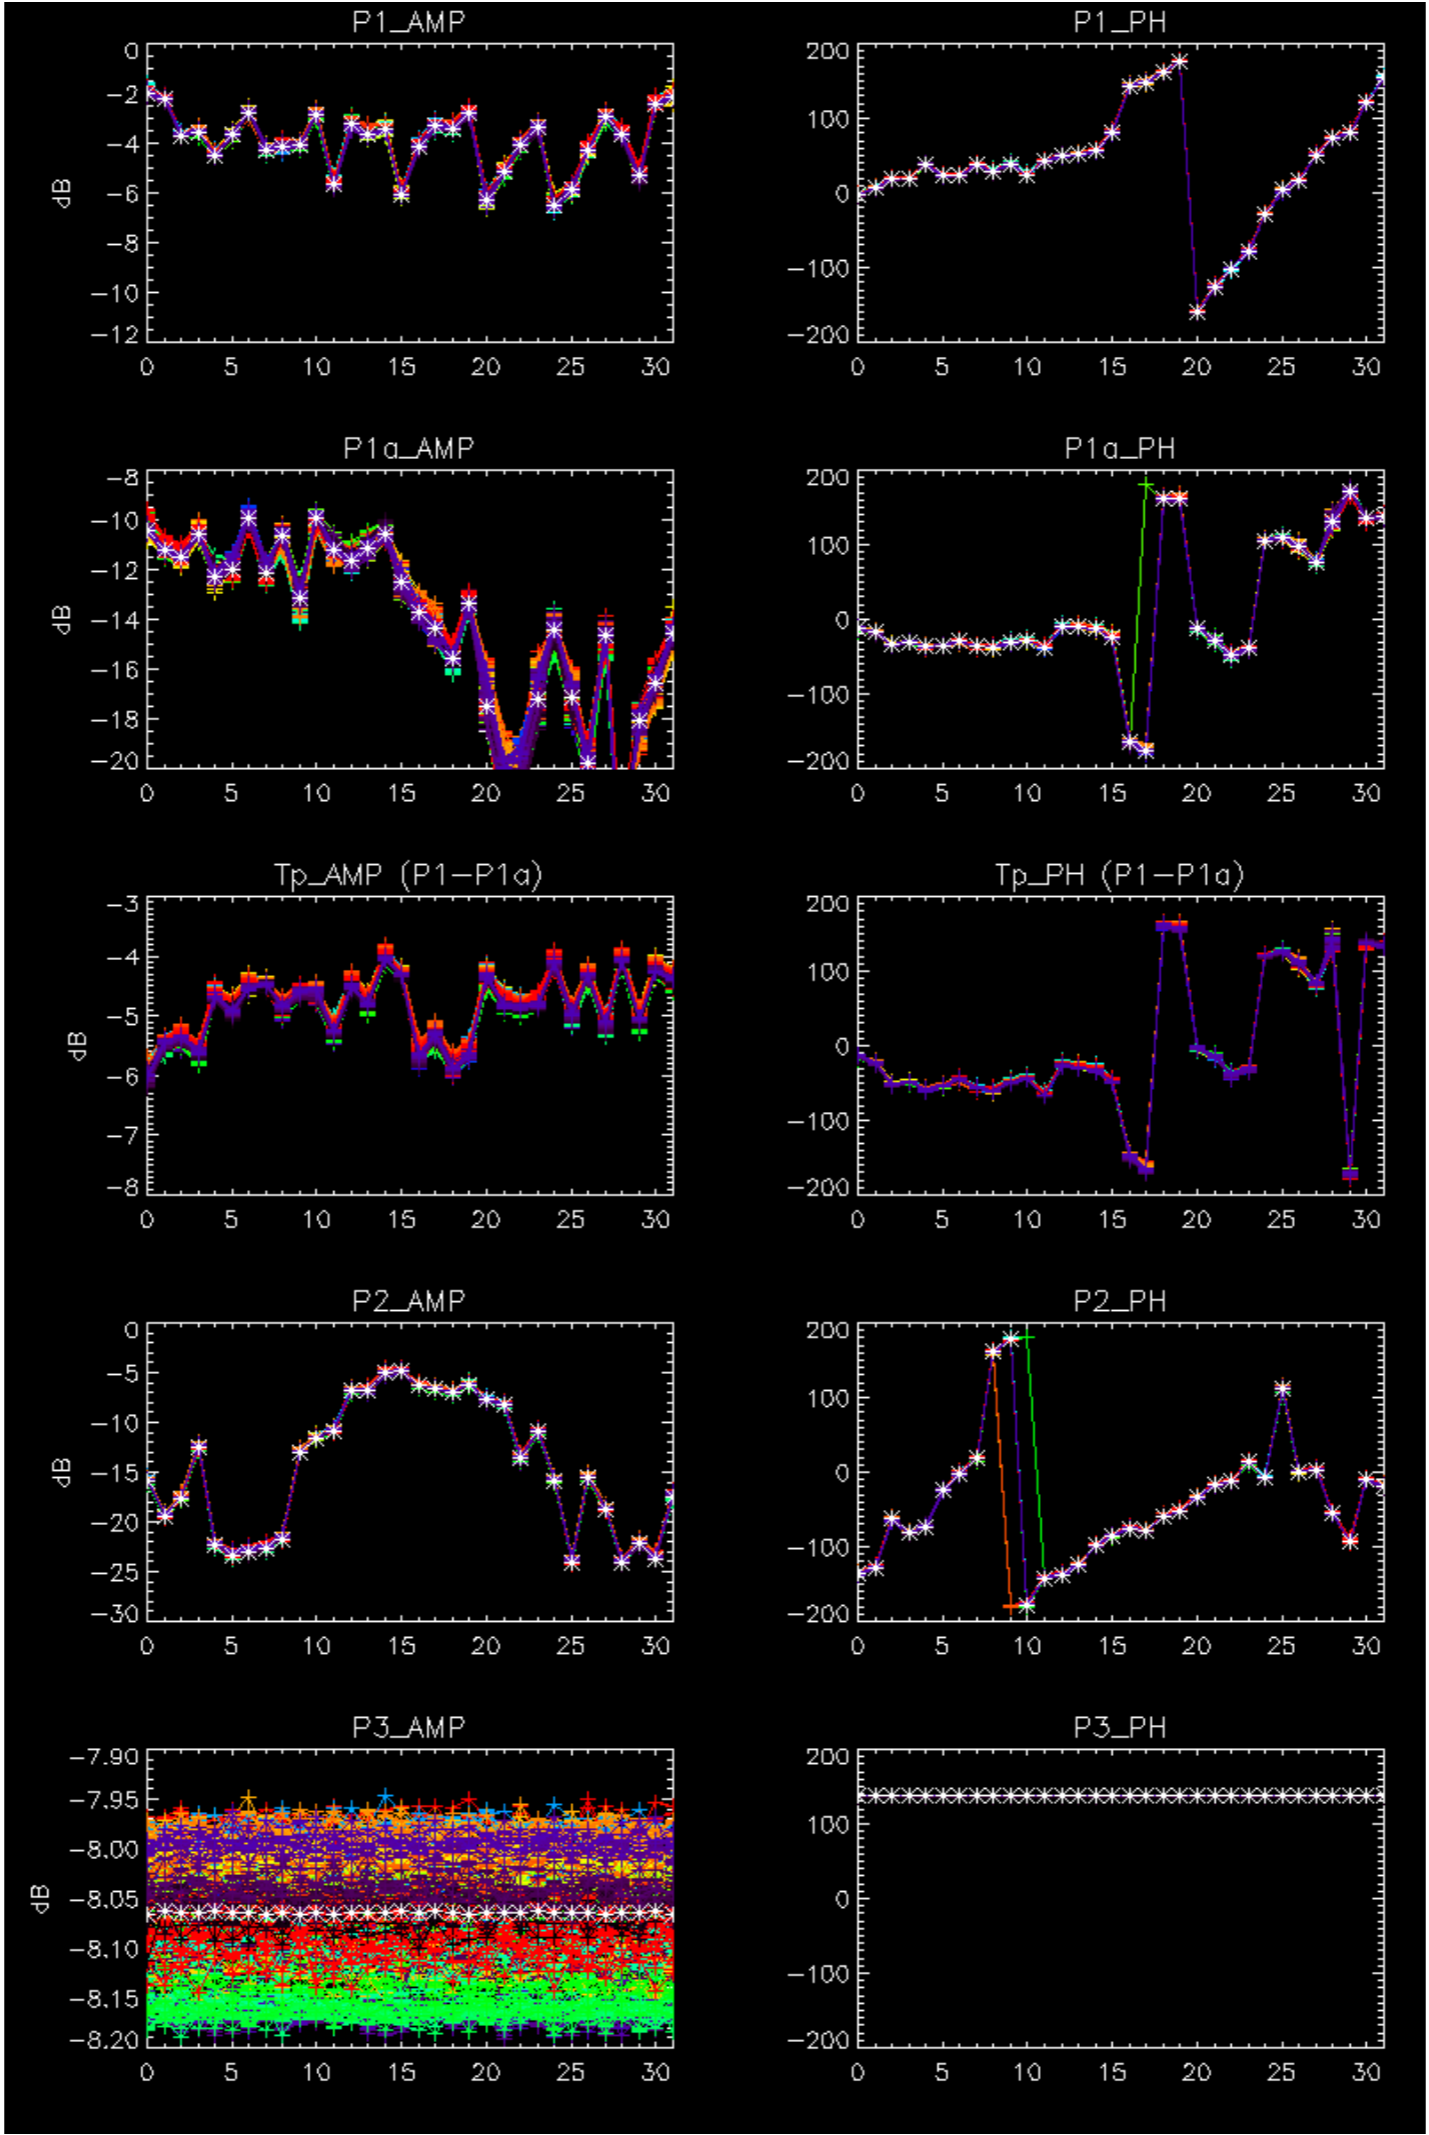 P1_AMP P1_PH
0 200
-2
100
-4
dB -6 0
-8
-100
-10
-12 -200
0 5 10 15 20 25 30 0 5 10 15 20 25 30
P1a_AMP P1a_PH
-8 200
-10
100
-12
dB -14 0
-16
-100
-18
-20 -200
0 5 10 15 20 25 30 0 5 10 15 20 25 30
Tp_AMP (P1-P1a) Tp_PH (P1-P1a)
-3 200
-4 100
dB -5 0
-6
-100
-7
-8 -200
0 5 10 15 20 25 30 0 5 10 15 20 25 30
P2_AMP P2_PH
0 200
-5
100
-10
dB -15 0
-20
-100
-25
-30 -200
0 5 10 15 20 25 30 0 5 10 15 20 25 30
P3_AMP P3_PH
-7.90 200
-7.95
100
-8.00
dB -8.05 0
-8.10
-100
-8.15
-8.20 -200
0 5 10 15 20 25 30 0 5 10 15 20 25 30